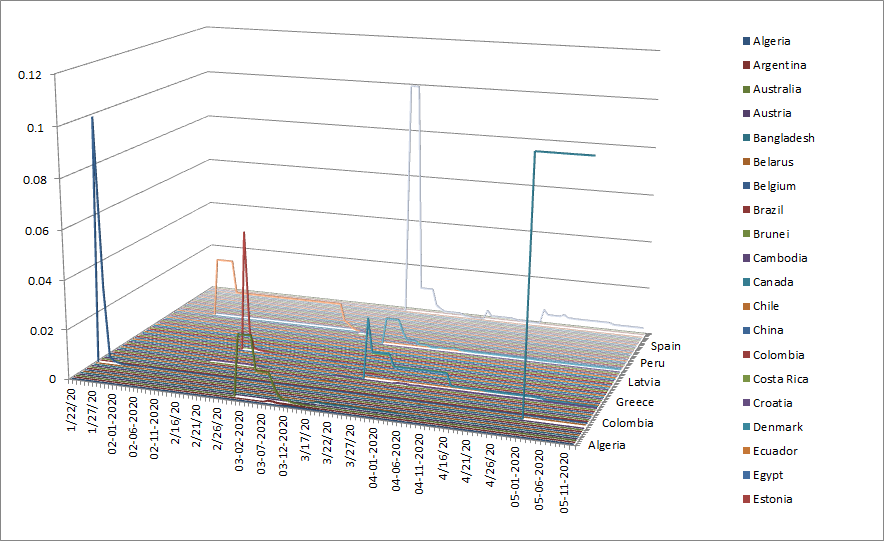 0.12
0.1
0.08
0.06
0.04
0.02
0
1/22/20
1/27/20
02-01-2020
02-06-2020
02-11-2020
2/16/20
2/21/20
2/26/20
03-02-2020
03-07-2020
03-12-2020
3/17/20
3/22/20
3/27/20
04-01-2020
04-06-2020
04-11-2020
4/16/20
4/21/20
4/26/20
05-01-2020
05-06-2020
05-11-2020
Spain
Peru
Latvia
Greece
Colombia
Algeria
Algeria
Argentina
Australia
Austria
Bangladesh
Belarus
Belgium
Brazil
Brunei
Cambodia
Canada
Chile
China
Colombia
Costa Rica
Croatia
Denmark
Ecuador
Egypt
Estonia